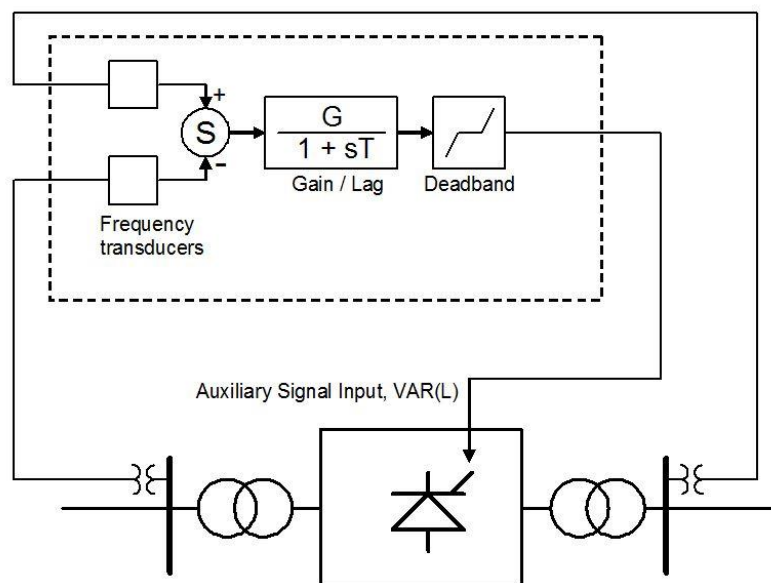 +
S
-
G
1 + sT
Gain / Lag
Deadband
Frequency
transducers
Auxiliary Signal Input, VAR(L)